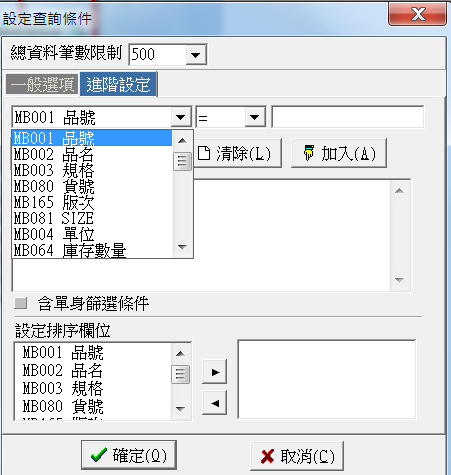 設定查詢條件
總資料筆數限制 500
一般選項 進階設定
MB001 品號 =
MB001 品號
MB002 品名
清除(L) 加入(A)
MB003 規格
MB080 貨號
MB165 版次
MB081 SIZE
MB004 單位
MB064 庫存數量
含單身篩選條件
設定排序欄位
MB001 品號
MB002 品名
MB003 規格
MB080 貨號
MB165 版次
確定(O) 取消(C)